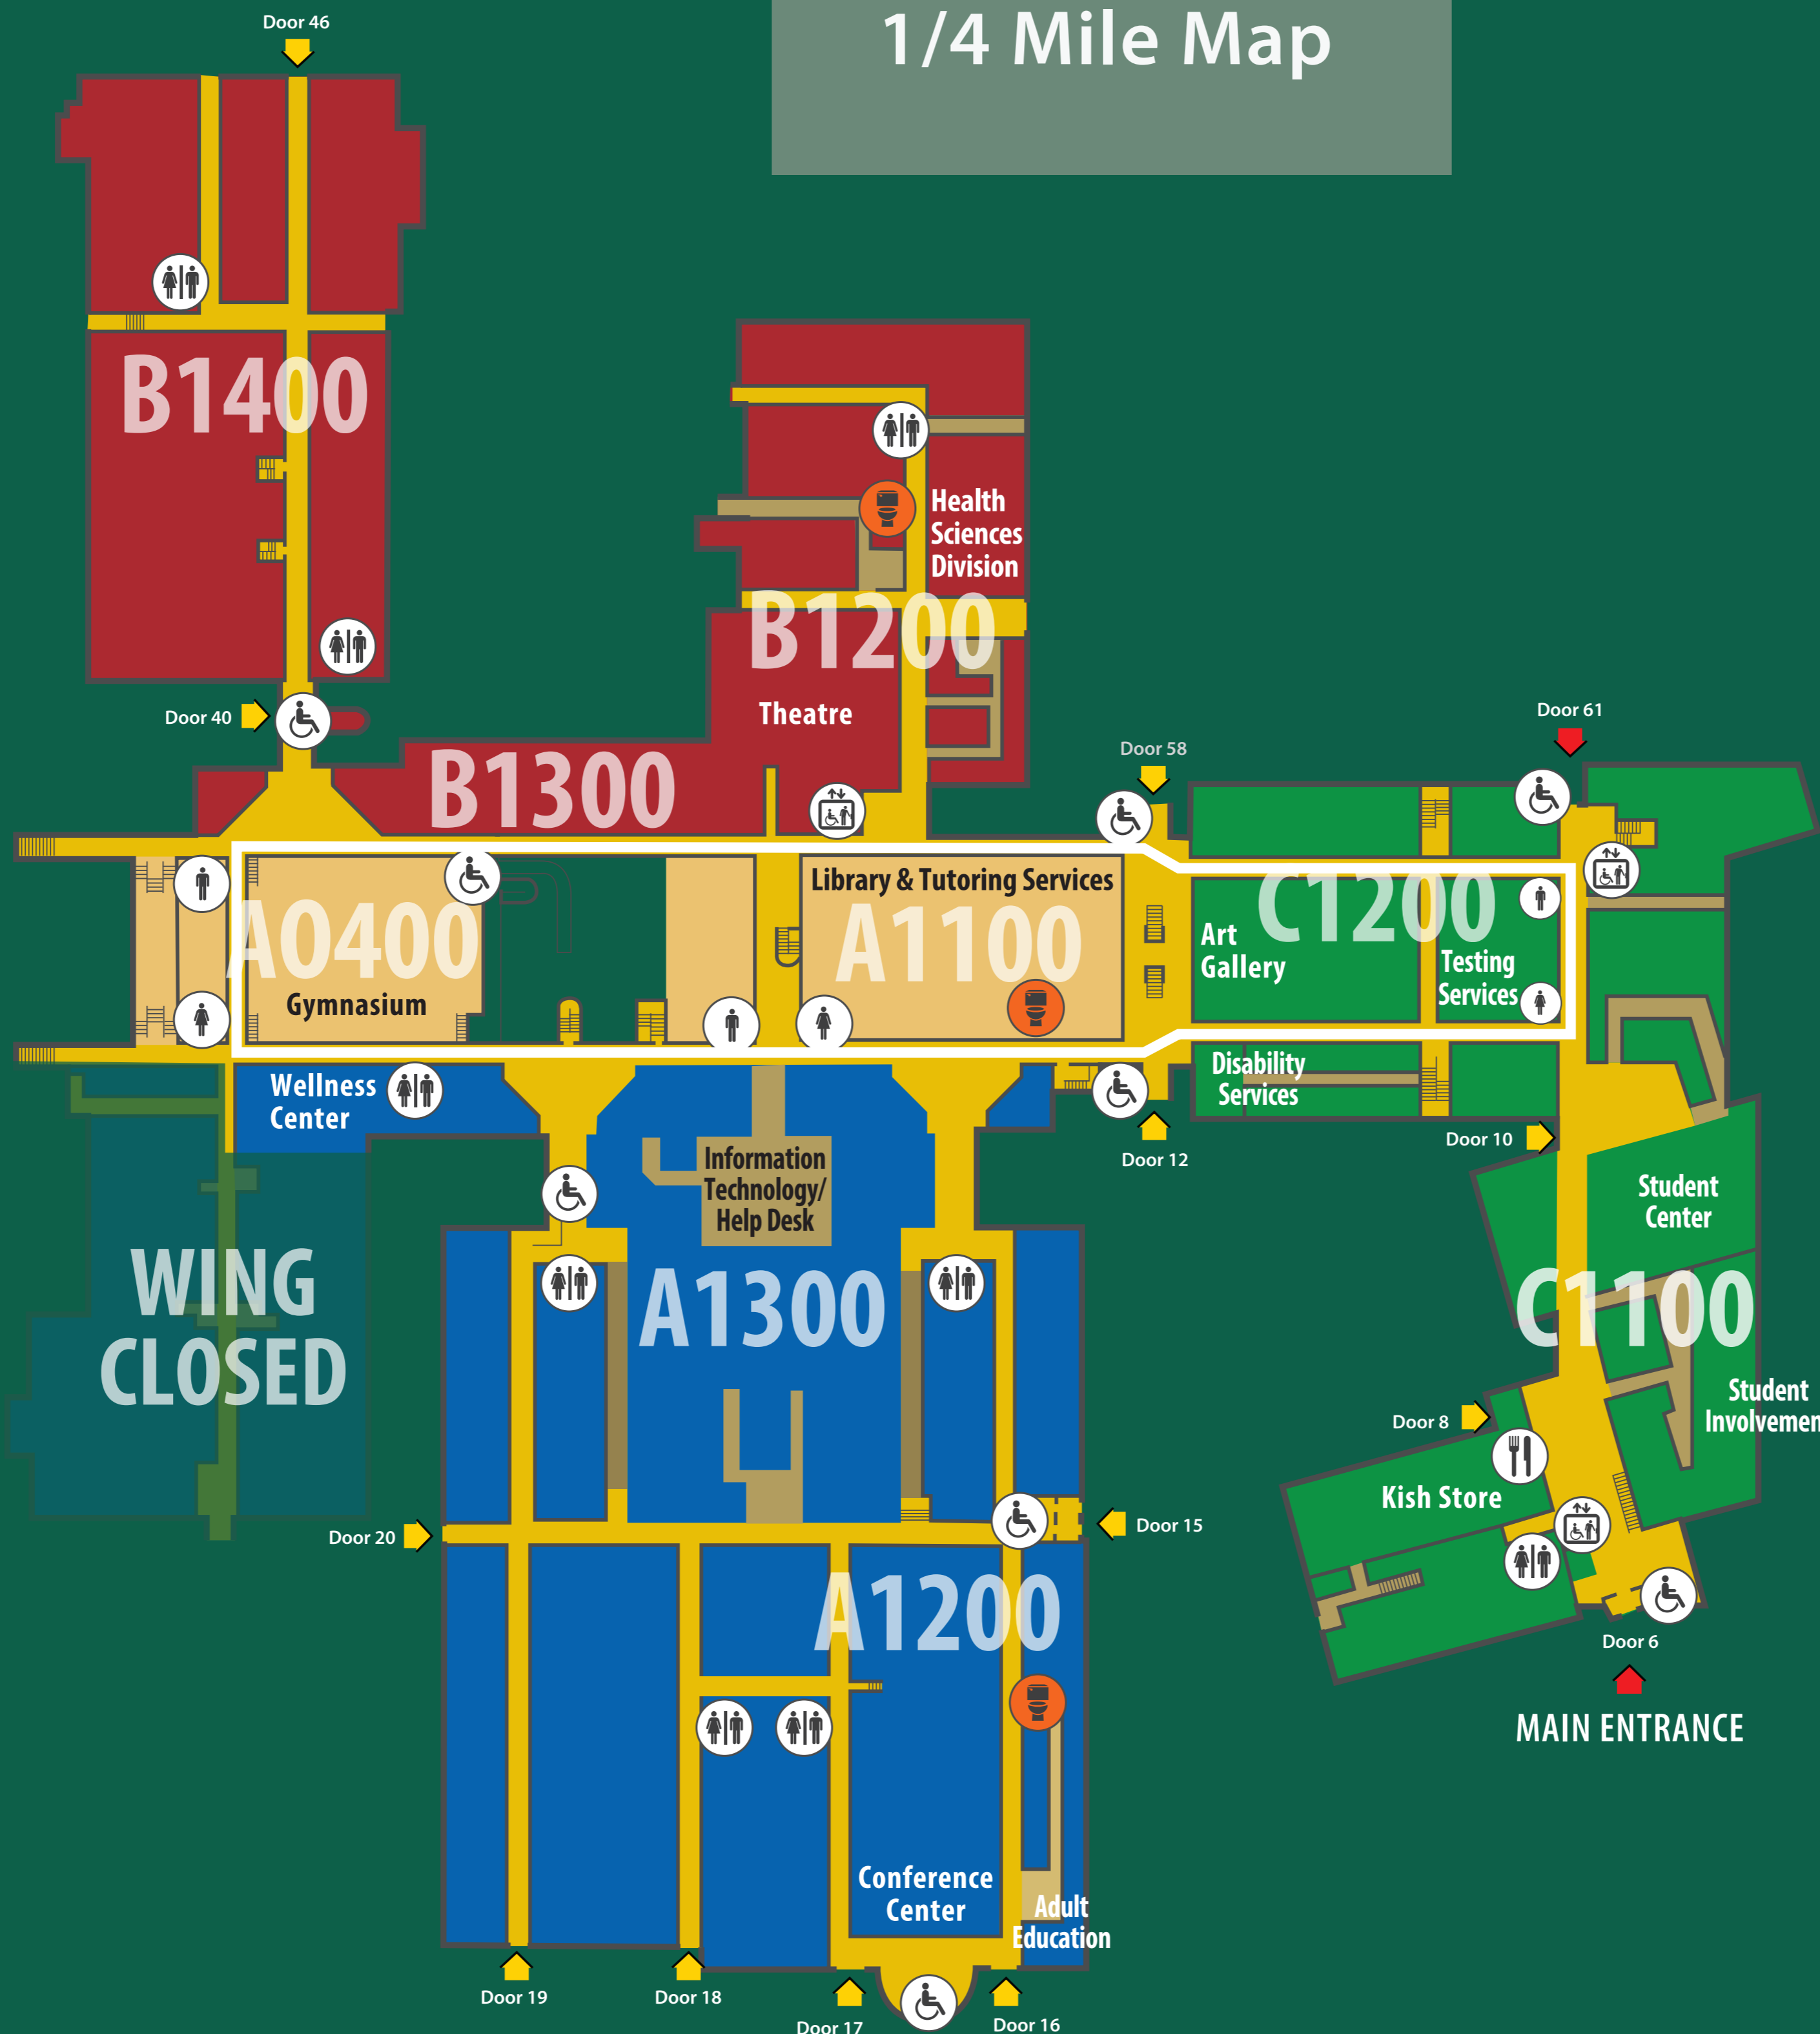 1/4 Mile Map
Door 46
B1400
Health
Sciences
Division
B1200
Theatre
Door 40
Door 61
Door 58
B1300
Library & Tutoring Services
A0400
A1100
C1200
Art
Gallery
Testing
Services
Gymnasium
Disability
Services
Wellness
Center
Door 10
Door 12
Information
Technology/
Help Desk
Student
Center
WING
CLOSED
A1300
C1100
Student
Involvemen
Door 8
Kish Store
Door 20
Door 15
A1200
Door 6
MAIN ENTRANCE
Conference
Center
Adult
Education
Door 19
Door 18
Door 17
Door 16